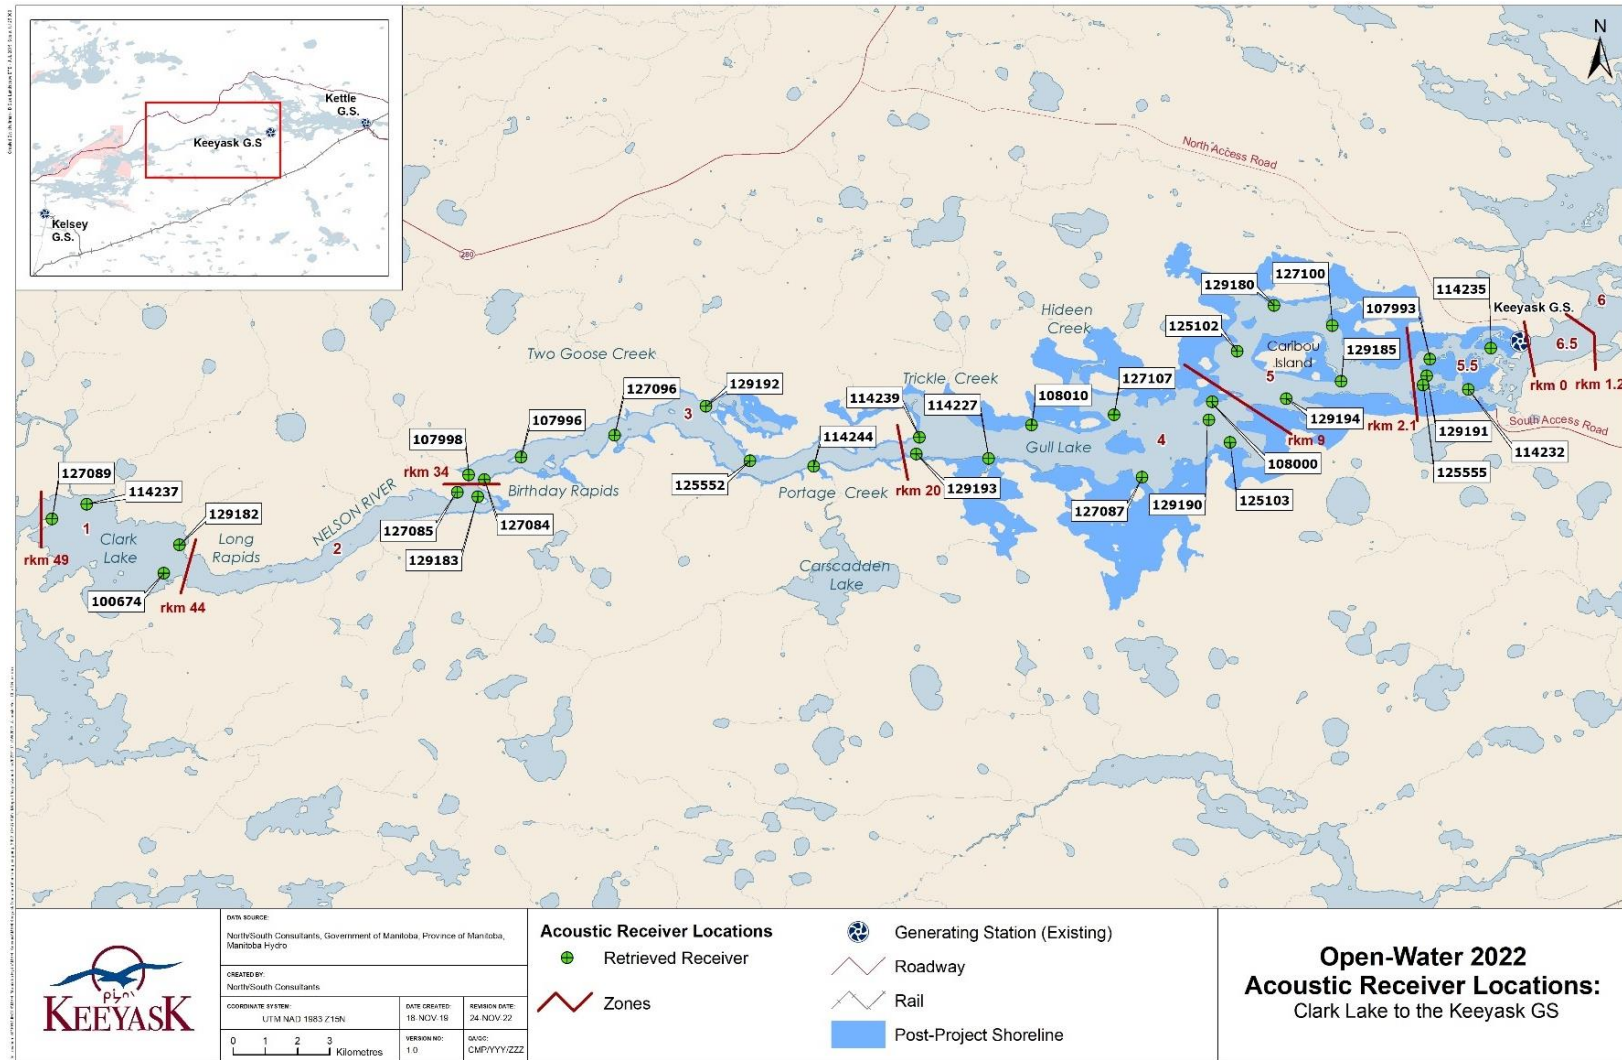 N
Kettle
G.S.
Keeyask G.S
Kelsey
G.S.
280
North Access Road
127100
129180
114235
Hideen
Creek
107993
Keeyask G.S.
6
125102
Caribou
Island
129185
6.5
5.5
5
Two Goose Creek
rkm 0
rkm 1.2
127096
129192
Trickle Creek
127107
3
114239
114227
108010
129194
rkm 2.1
South Access Road
107996
114244
Gull Lake
4
rkm 9
129191
114232
107998
108000
125555
rkm 34
127089
114237
125552
Portage Creek
rkm 20
129193
Birthday Rapids
127087
129190
125103
129182
NELSON RIVER
127085
127084
1
Clark
Lake
Long
Rapids
2
129183
rkm 49
Carscadden
Lake
100674
rkm 44
ᑭᔭᐢᐠ
KEEYASK
DATA SOURCE:
North/South Consultants, Government of Manitoba, Province of Manitoba,
Manitoba Hydro
CREATED BY:
North/South Consultants
COORDINATE SYSTEM:
UTM NAD 1983 Z15N
DATE CREATED:
18-NOV-19
REVISION DATE:
24-NOV-22
0 1 2 3 Kilometres
VERSION NO:
1.0
QA/QC:
CMP/YYY/ZZZ
Acoustic Receiver Locations
Retrieved Receiver
Zones
Generating Station (Existing)
Roadway
Rail
Post-Project Shoreline
Open-Water 2022
Acoustic Receiver Locations:
Clark Lake to the Keeyask GS